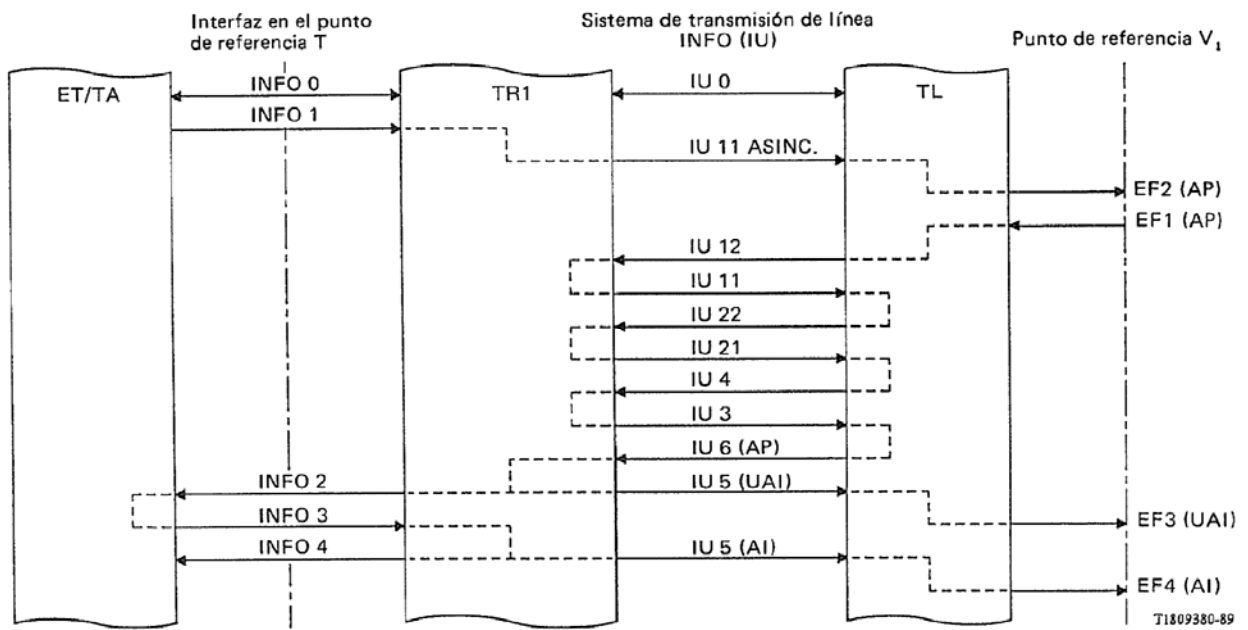 Interfaz en el punto
de referencia T
Sistema de transmisión de línea
INFO (IU)
Punto de referencia V1
ET/TA
INFO 0
TR1
IU 0
TL
INFO 1
IU 11 ASINC.
EF2 (AP)
EF1 (AP)
IU 12
IU 11
IU 22
IU 21
IU 4
IU 3
IU 6 (AP)
INFO 2
IU 5 (UAI)
INFO 3
EF3 (UAI)
INFO 4
IU 5 (AI)
EF4 (AI)
T1809380-89